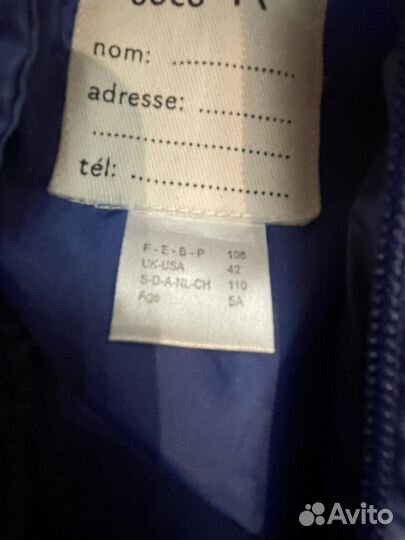 nom: ..................
adresse: .............
..........................
tél: ....................
F-E-B-P 108
UK-USA 42
S-D-A-NL-CH 110
Age 5A
Avito